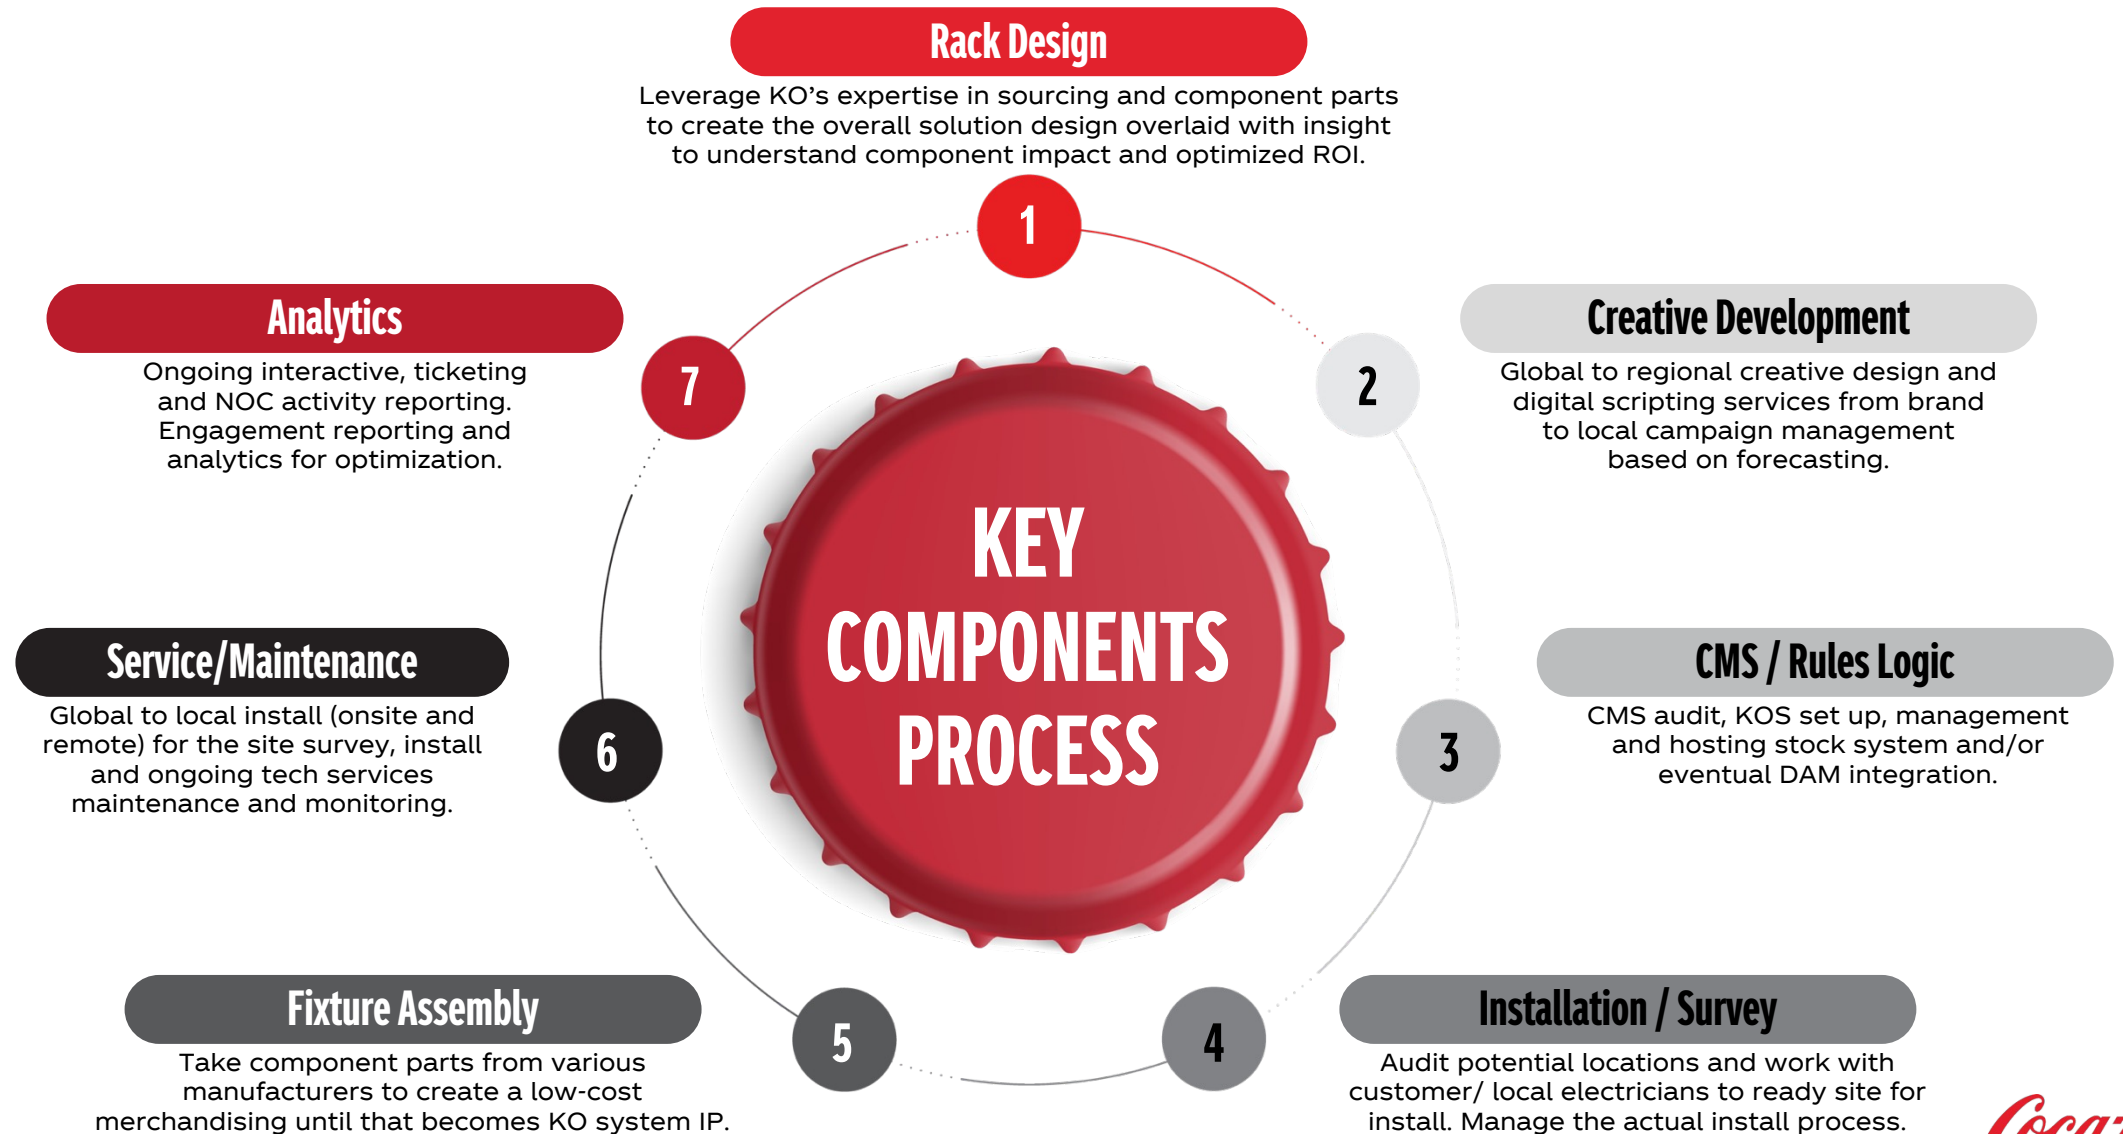 Rack Design
Leverage KO's expertise in sourcing and component parts
to create the overall solution design overlaid with insight
to understand component impact and optimized ROI.
1
Analytics
Ongoing interactive, ticketing
and NOC activity reporting.
Engagement reporting and
analytics for optimization.
7
Creative Development
Global to regional creative design and
digital scripting services from brand
to local campaign management
based on forecasting.
2
KEY
COMPONENTS
PROCESS
Service/Maintenance
Global to local install (onsite and
remote) for the site survey, install
and ongoing tech services
maintenance and monitoring.
6
CMS / Rules Logic
CMS audit, KOS set up, management
and hosting stock system and/or
eventual DAM integration.
3
Fixture Assembly
Take component parts from various
manufacturers to create a low-cost
merchandising until that becomes KO system IP.
5
Installation / Survey
Audit potential locations and work with
customer/ local electricians to ready site for
install. Manage the actual install process.
4